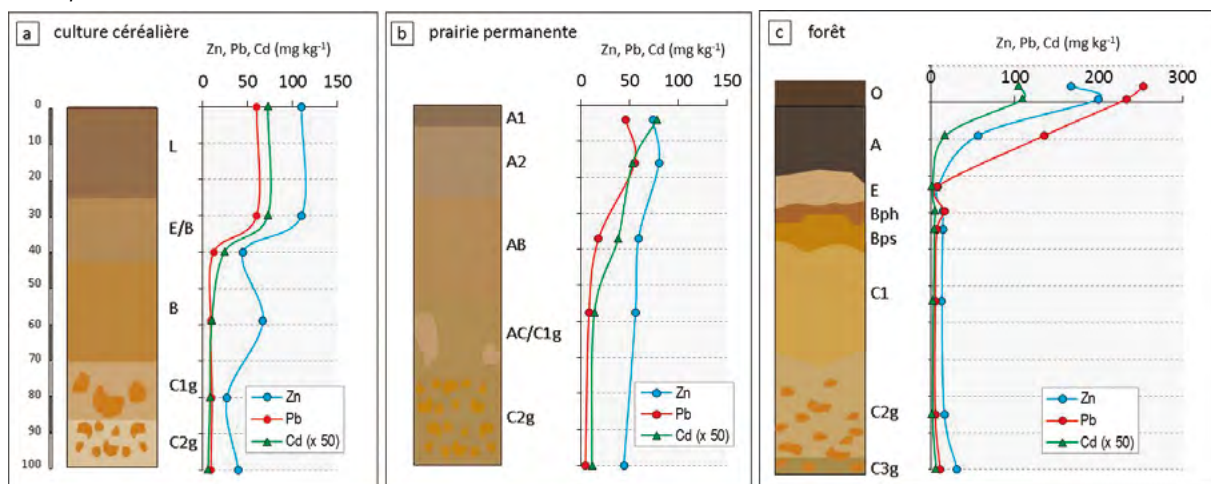 a culture céréalière
Zn, Pb, Cd (mg kg-1)
0 50 100 150
0
10
20
30
40
50
60
70
80
90
100
L
E/B
B
C1g
C2g
Zn
Pb
Cd (x 50)
b prairie permanente
Zn, Pb, Cd (mg kg-1)
0 50 100 150
A1
A2
AB
AC/C1g
C2g
Zn
Pb
Cd (x 50)
c forêt
Zn, Pb, Cd (mg kg-1)
0 100 200 300
O
A
E
Bph
Bps
C1
C2g
C3g
Zn
Pb
Cd (x 50)